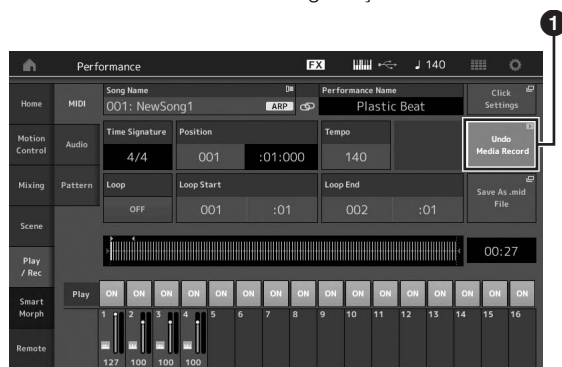 1
Performance FX 140
Song Name
001: NewSong1 ARP
Performance Name
Plastic Beat
Click
Settings
Home
MIDI
Time Signature
4/4
Position
001 :01:000
Tempo
140
Undo
Media Record
Motion
Control
Audio
Mixing
Pattern
Loop
OFF
Loop Start
001 :01
Loop End
002 :01
Save As .mid
File
Scene
00:27
Play
/ Rec
Play ON ON ON ON ON ON ON ON ON ON ON ON ON ON ON ON
Smart
Morph
1 2 3 4 5 6 7 8 9 10 11 12 13 14 15 16
Remote
127 100 100 100